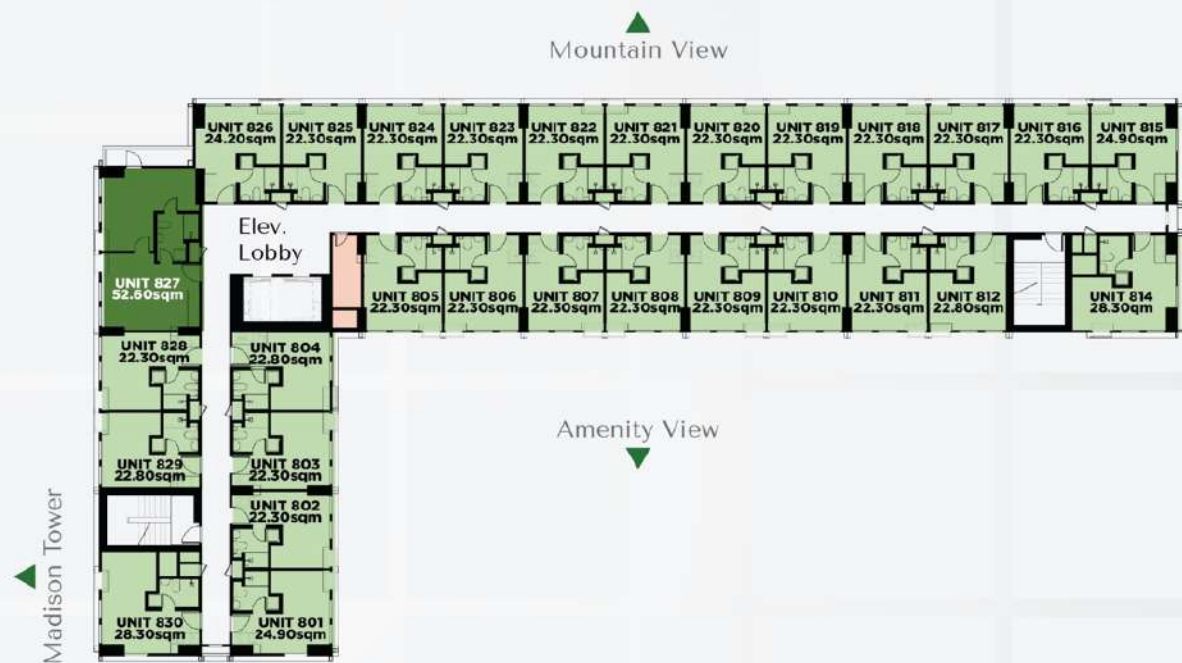 Mountain View
UNIT 826
24.20sqm
UNIT 825
22.30sqm
UNIT 824
22.30sqm
UNIT 823
22.30sqm
UNIT 822
22.30sqm
UNIT 821
22.30sqm
UNIT 820
22.30sqm
UNIT 819
22.30sqm
UNIT 818
22.30sqm
UNIT 817
22.30sqm
UNIT 816
22.30sqm
UNIT 815
24.90sqm
Elev.
Lobby
UNIT 827
52.60sqm
UNIT 805
22.30sqm
UNIT 806
22.30sqm
UNIT 807
22.30sqm
UNIT 808
22.30sqm
UNIT 809
22.30sqm
UNIT 810
22.30sqm
UNIT 811
22.30sqm
UNIT 812
22.80sqm
UNIT 814
28.30sqm
UNIT 828
22.30sqm
UNIT 804
22.80sqm
Amenity View
UNIT 829
22.80sqm
UNIT 803
22.30sqm
UNIT 802
22.30sqm
Madison Tower
UNIT 830
28.30sqm
UNIT 801
24.90sqm